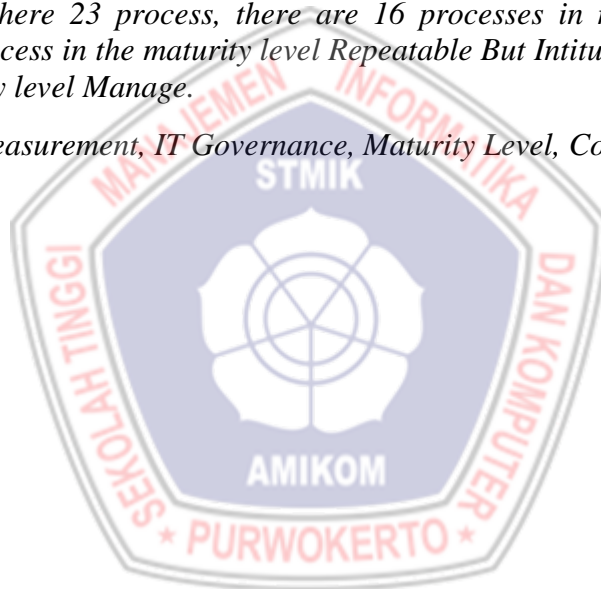 here 23 process, there are 16 processes in
cess in the maturity level Repeatable But Intitu
level Manage.
easurement, IT Governance, Maturity Level, Co
MANAJEMEN INFORMATIKA
STMIK
SEKOLAH TINGGI
DAN KOMPUTER
AMIKOM
* PURWOKERTO *